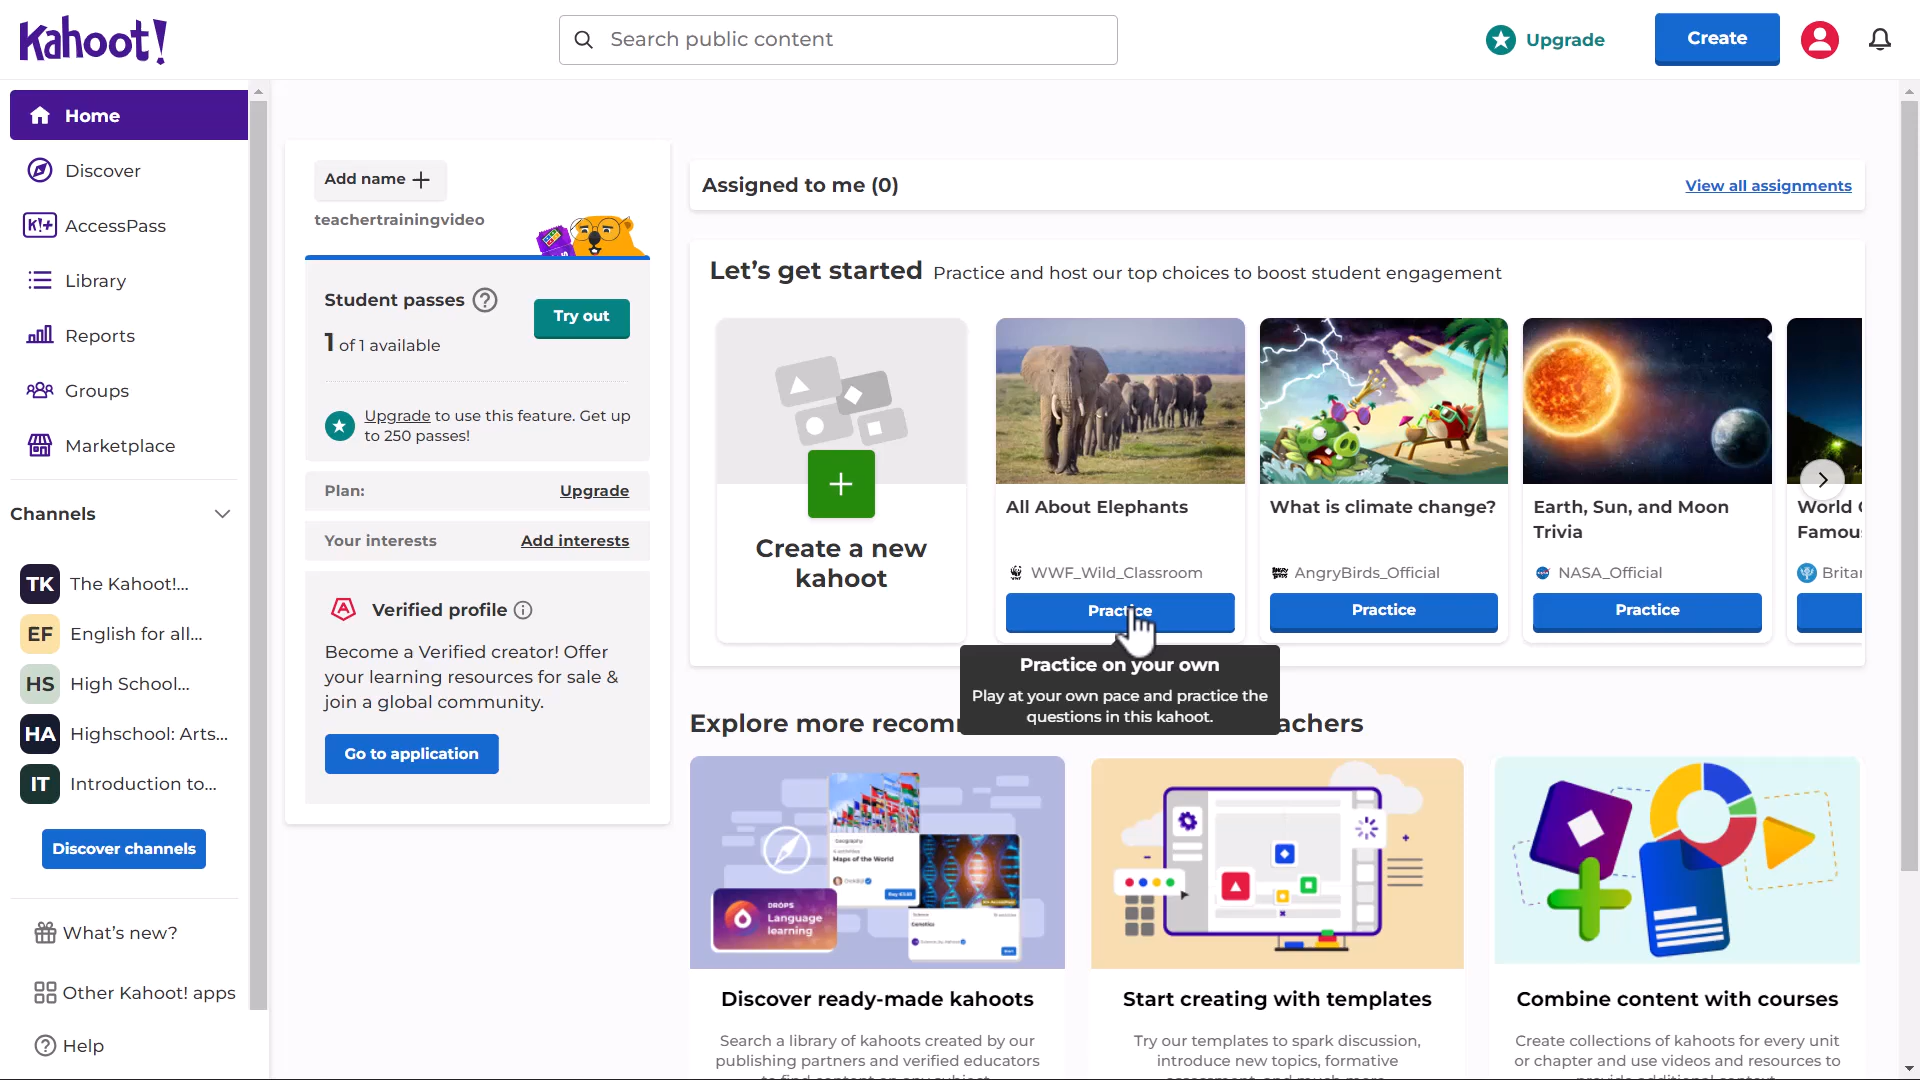 Kahoot!
Search public content
Upgrade
Create
Home
Discover
K!+ AccessPass
Library
Reports
Groups
Marketplace
Channels
TK The Kahoot!...
EF English for all...
HS High School...
HA Highschool: Arts...
IT Introduction to...
Discover channels
What's new?
Other Kahoot! apps
Help
Add name +
teachertrainingvideo
Student passes ?
1 of 1 available
Try out
Upgrade to use this feature. Get up
to 250 passes!
Plan: Upgrade
Your interests Add interests
Verified profile
Become a Verified creator! Offer
your learning resources for sale &
join a global community.
Go to application
Assigned to me (0)
View all assignments
Let's get started Practice and host our top choices to boost student engagement
Create a new
kahoot
All About Elephants
WWF_Wild_Classroom
Practice
What is climate change?
AngryBirds_Official
Practice
Earth, Sun, and Moon
Trivia
NASA_Official
Practice
World
Practice on your own
Play at your own pace and practice the
questions in this kahoot.
Explore more
Geography
Maps of the World
DROPS
Language
learning
Genetics
Discover ready-made kahoots
Search a library of kahoots created by our
publishing partners and verified educators
Start creating with templates
Try our templates to spark discussion,
introduce new topics, formative
Combine content with courses
Create collections of kahoots for every unit
or chapter and use videos and resources to